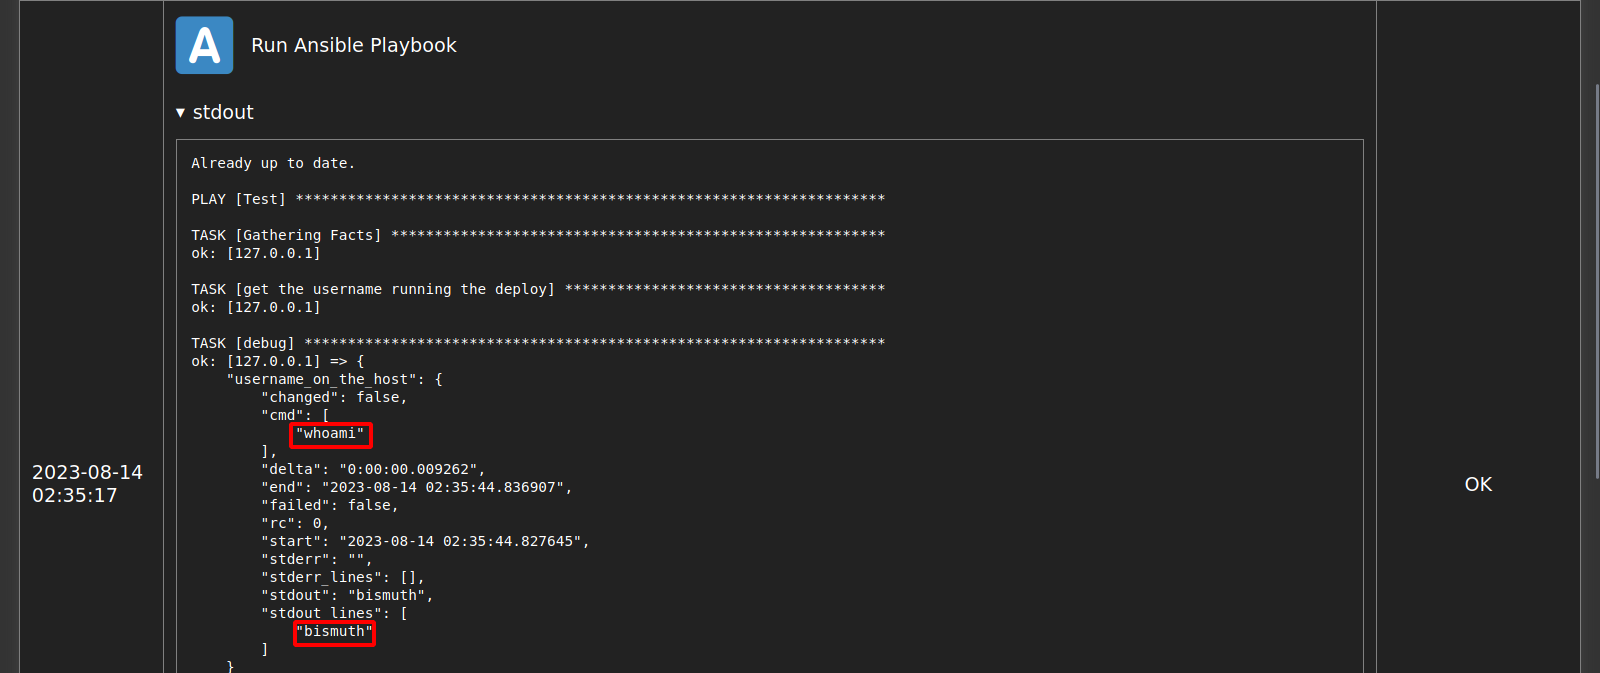 A
Run Ansible Playbook
▼ stdout
Already up to date.
PLAY [Test] ********************************************************************
TASK [Gathering Facts] *********************************************************
ok: [127.0.0.1]
TASK [get the username running the deploy] *************************************
ok: [127.0.0.1]
TASK [debug] *******************************************************************
ok: [127.0.0.1] => {
    "username_on_the_host": {
        "changed": false,
        "cmd": [
            "whoami"
        ],
        "delta": "0:00:00.009262",
        "end": "2023-08-14 02:35:44.836907",
        "failed": false,
        "rc": 0,
        "start": "2023-08-14 02:35:44.827645",
        "stderr": "",
        "stderr_lines": [],
        "stdout": "bismuth",
        "stdout_lines": [
            "bismuth"
        ]
    }
2023-08-14
02:35:17
OK